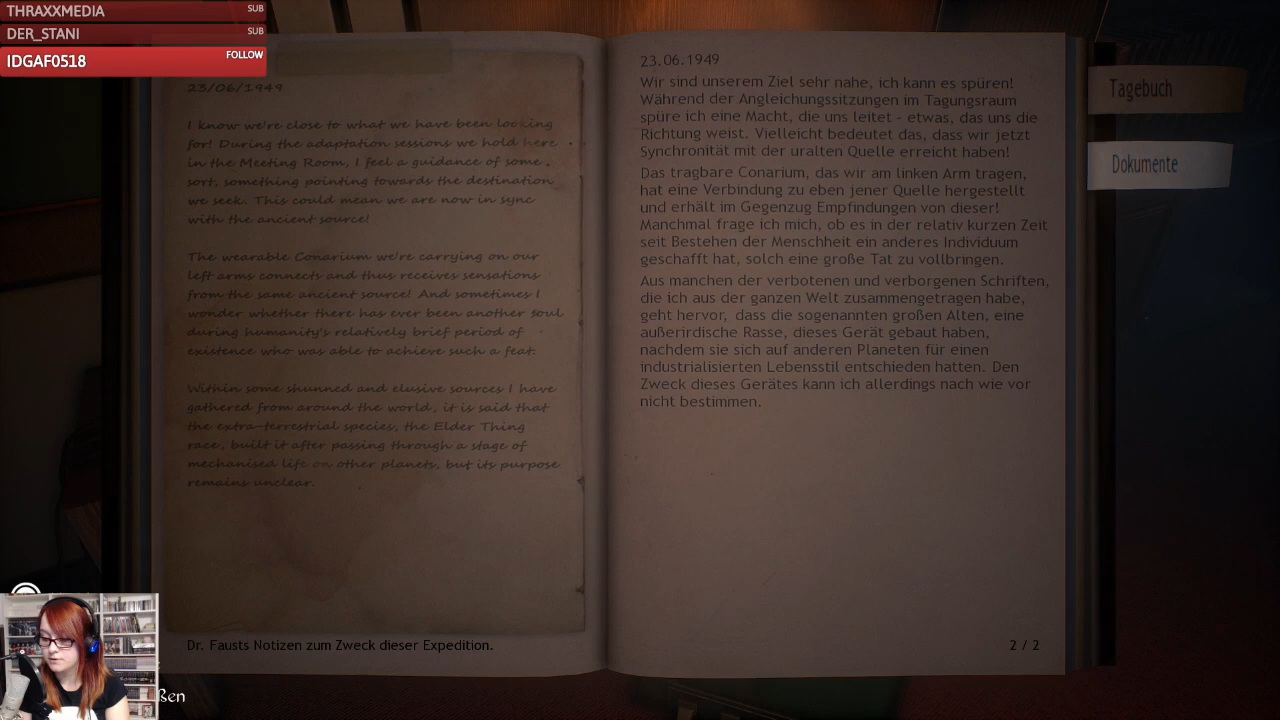 THRAXXMEDIA SUB
DER_STANI SUB
IDGAF0518 FOLLOW
23/06/1949
I know we're close to what we have been looking
for! During the adaptation sessions we hold here
in the Meeting Room, I feel a guidance of some
sort, something pointing towards the destination
we seek. This could mean we are now in sync
with the ancient source!
The wearable Conarium we're carrying on our
left arms connects and thus receives sensations
from the same ancient source! And sometimes I
wonder whether there has ever been another soul
during humanity's relatively brief period of
existence who was able to achieve such a feat.
Within some shunned and elusive sources I have
gathered from around the world, it is said that
the extra-terrestrial species, the Elder Thing
race, built it after passing through a stage of
mechanised life on other planets, but its purpose
remains unclear.
Dr. Fausts Notizen zum Zweck dieser Expedition.
23.06.1949
Wir sind unserem Ziel sehr nahe, ich kann es spüren!
Während der Angleichungssitzungen im Tagungsraum
spüre ich eine Macht, die uns leitet - etwas, das uns die
Richtung weist. Vielleicht bedeutet das, dass wir jetzt
Synchronität mit der uralten Quelle erreicht haben!
Das tragbare Conarium, das wir am linken Arm tragen,
hat eine Verbindung zu eben jener Quelle hergestellt
und erhält im Gegenzug Empfindungen von dieser!
Manchmal frage ich mich, ob es in der relativ kurzen Zeit
seit Bestehen der Menschheit ein anderes Individuum
geschafft hat, solch eine große Tat zu vollbringen.
Aus manchen der verbotenen und verborgenen Schriften,
die ich aus der ganzen Welt zusammengetragen habe,
geht hervor, dass die sogenannten großen Alten, eine
außerirdische Rasse, dieses Gerät gebaut haben,
nachdem sie sich auf anderen Planeten für einen
industrialisierten Lebensstil entschieden hatten. Den
Zweck dieses Gerätes kann ich allerdings nach wie vor
nicht bestimmen.
2 / 2
Tagebuch
Dokumente
ßen